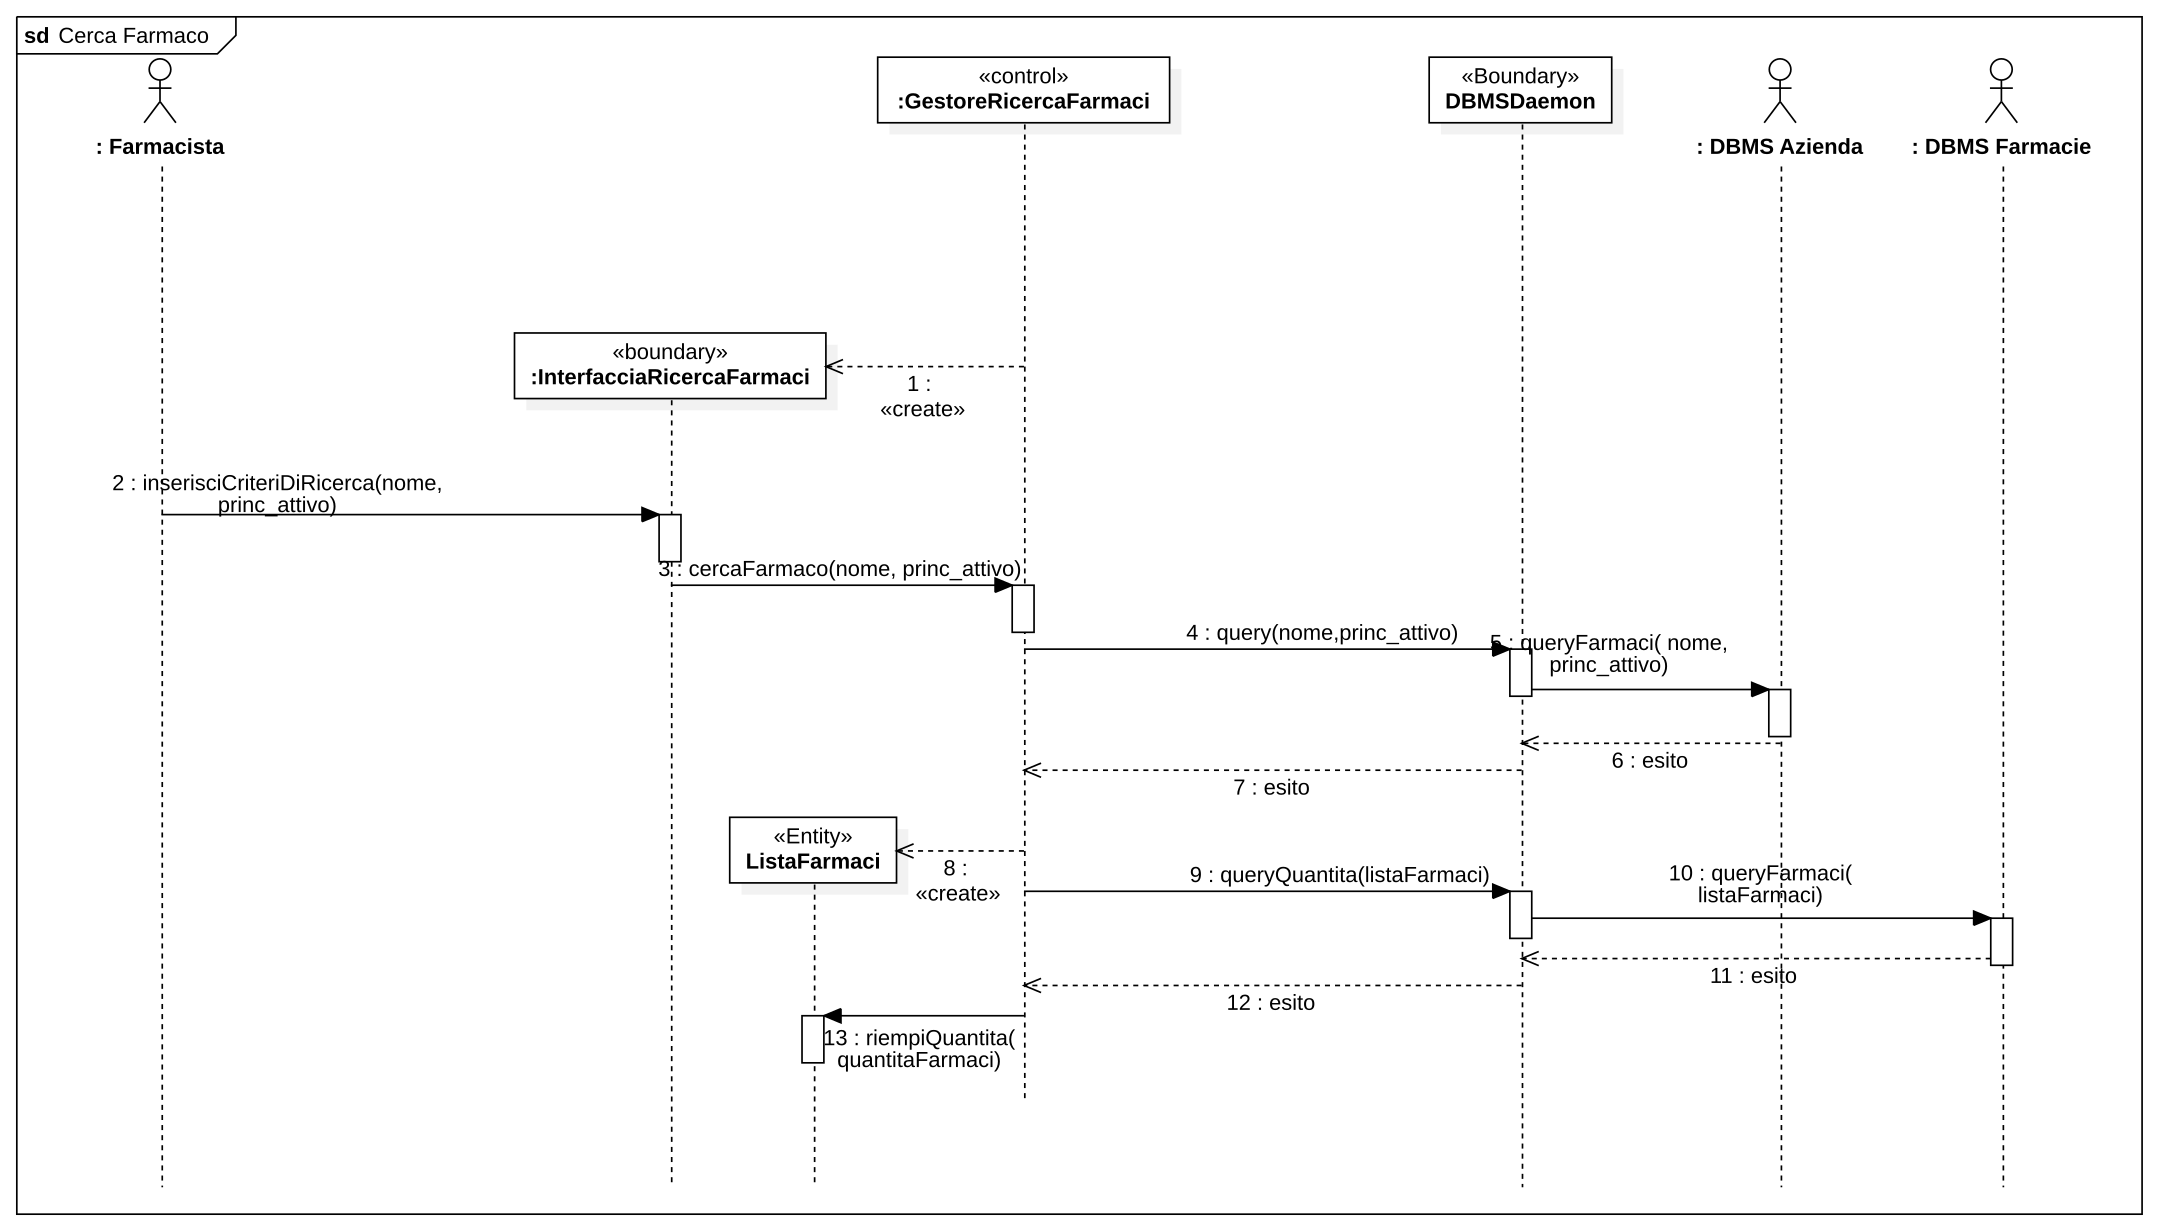 sd Cerca Farmaco
«control»
:GestoreRicercaFarmaci
«Boundary»
DBMSDaemon
: Farmacista
: DBMS Azienda
: DBMS Farmacie
«boundary»
:InterfacciaRicercaFarmaci
1 :
«create»
2 : inserisciCriteriDiRicerca(nome,
princ_attivo)
3 : cercaFarmaco(nome, princ_attivo)
4 : query(nome,princ_attivo)
5 : queryFarmaci( nome,
princ_attivo)
6 : esito
7 : esito
«Entity»
ListaFarmaci
8 :
«create»
9 : queryQuantita(listaFarmaci)
10 : queryFarmaci(
listaFarmaci)
11 : esito
12 : esito
13 : riempiQuantita(
quantitaFarmaci)